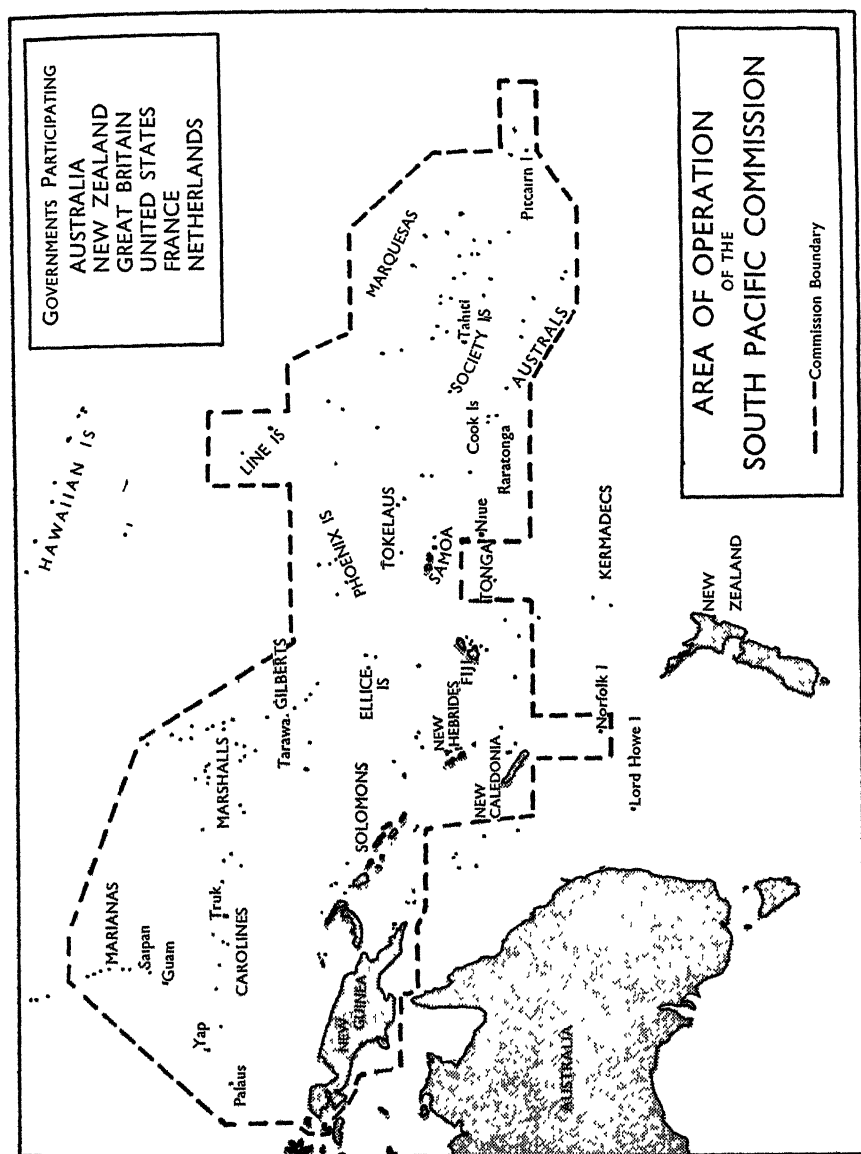 GOVERNMENTS PARTICIPATING
AUSTRALIA
NEW ZEALAND
GREAT BRITAIN
UNITED STATES
FRANCE
NETHERLANDS
HAWAIIAN IS
LINE IS
MARQUESAS
Pitcairn I
Tahiti
SOCIETY IS
AUSTRALS
Cook Is
Raratonga
PHOENIX IS
TOKELAUS
SAMOA
Niue
TONGA
KERMADECS
MARIANAS
Saipan
Guam
Yap
Palaus
Truk
CAROLINES
MARSHALLS
Tarawa
GILBERTS
ELLICE
IS
SOLOMONS
NEW
HEBRIDES
FIJI
NEW
CALEDONIA
NEW
GUINEA
Norfolk I
Lord Howe I
NEW
ZEALAND
AUSTRALIA
AREA OF OPERATION
OF THE
SOUTH PACIFIC COMMISSION
Commission Boundary